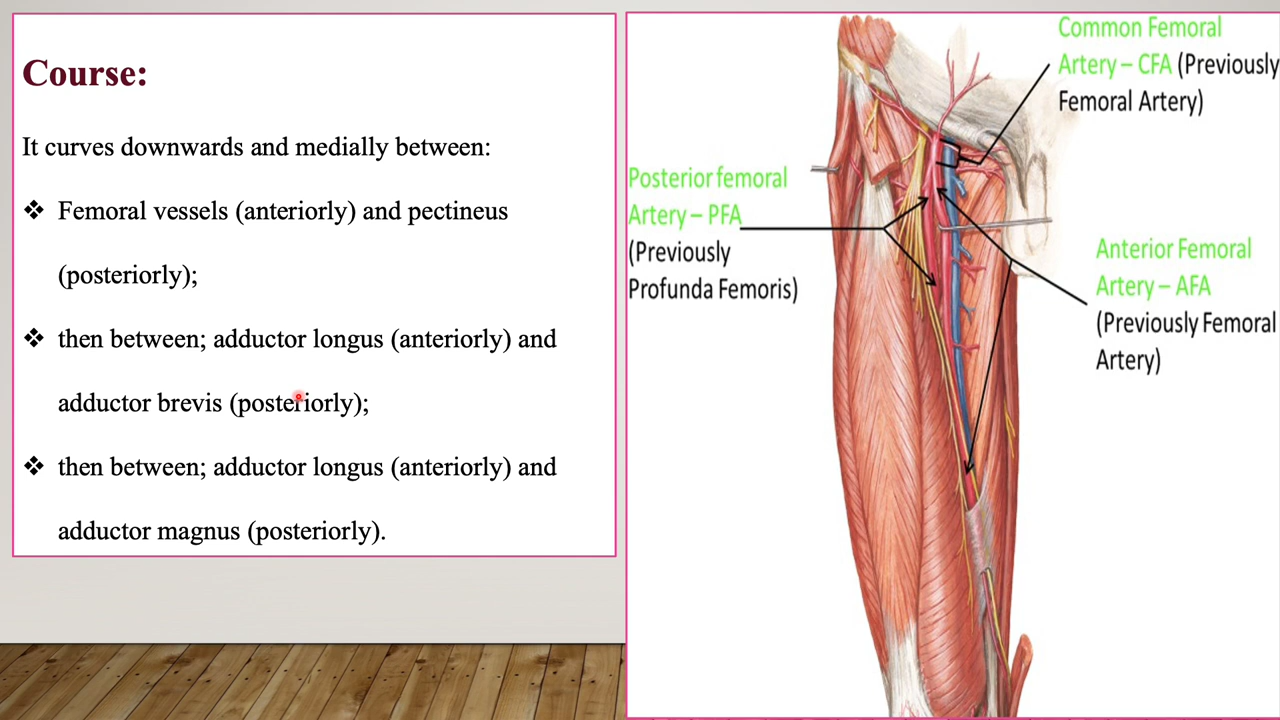 Course:
It curves downwards and medially between:
❖ Femoral vessels (anteriorly) and pectineus
(posteriorly);
❖ then between; adductor longus (anteriorly) and
adductor brevis (posteriorly);
❖ then between; adductor longus (anteriorly) and
adductor magnus (posteriorly).
Common Femoral
Artery – CFA (Previously
Femoral Artery)
Posterior femoral
Artery – PFA
(Previously
Profunda Femoris)
Anterior Femoral
Artery – AFA
(Previously Femoral
Artery)